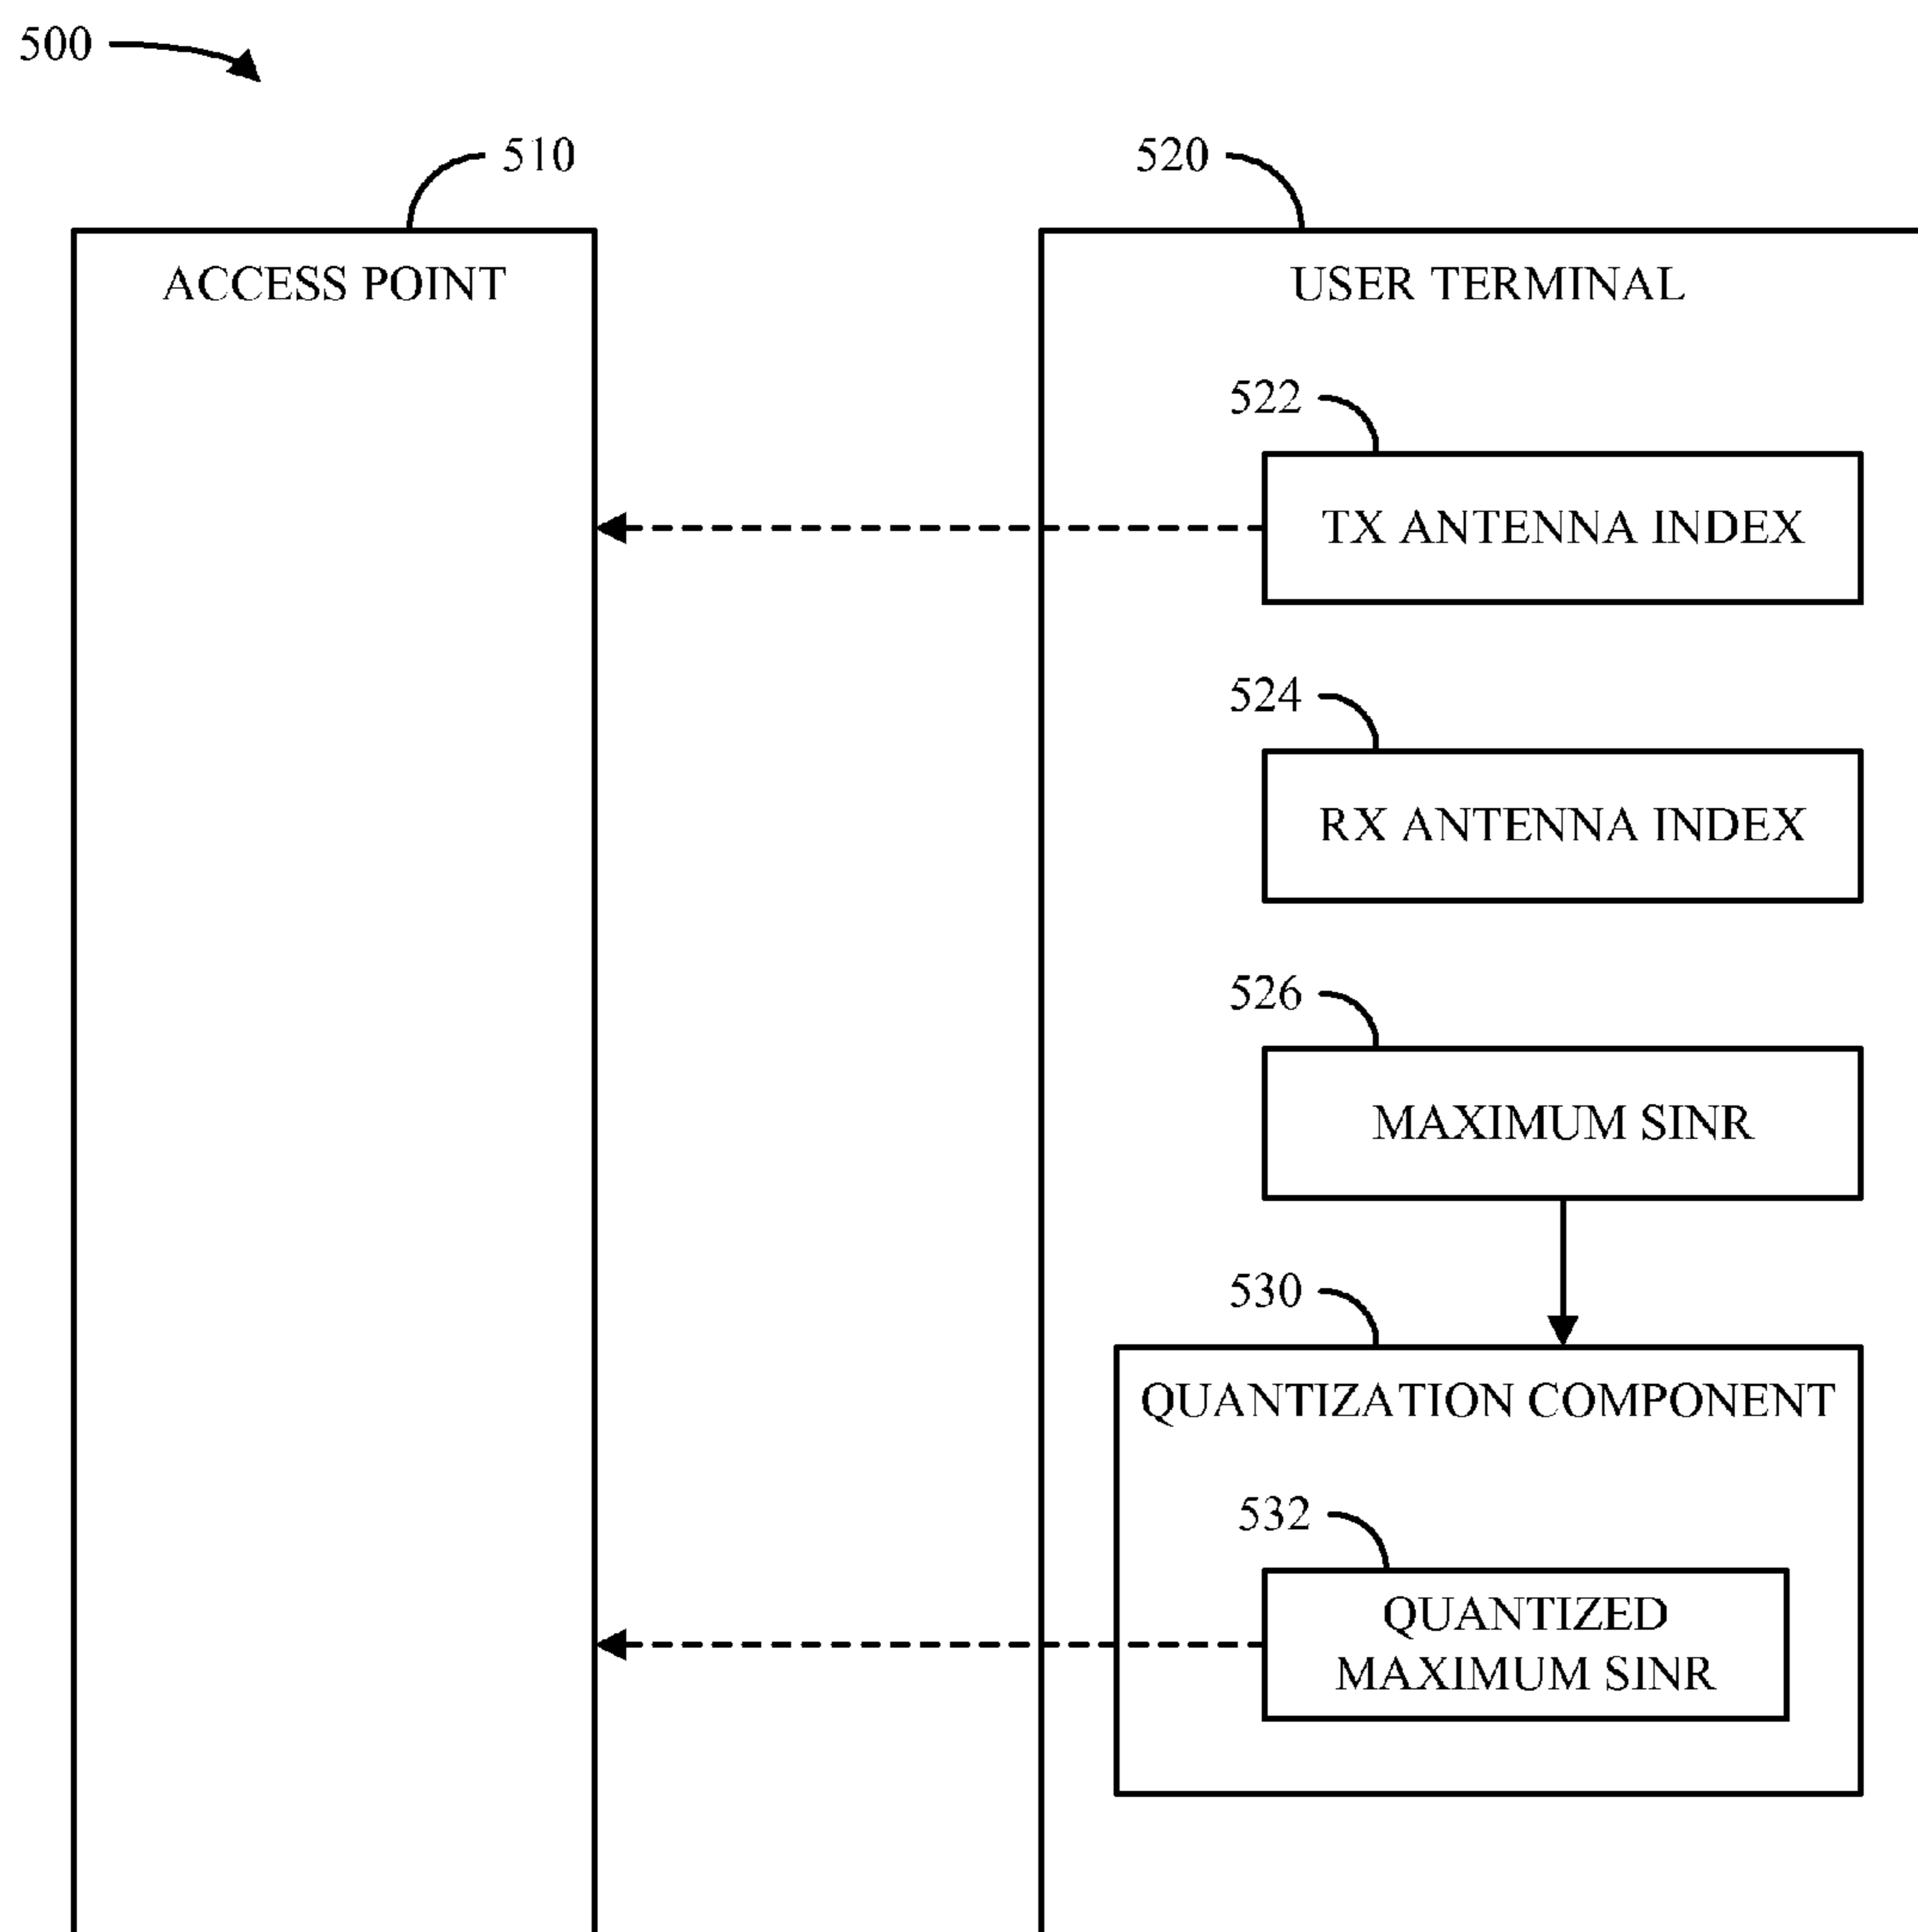 500
510
520
ACCESS POINT
USER TERMINAL
522
TX ANTENNA INDEX
524
RX ANTENNA INDEX
526
MAXIMUM SINR
530
QUANTIZATION COMPONENT
532
QUANTIZED
MAXIMUM SINR